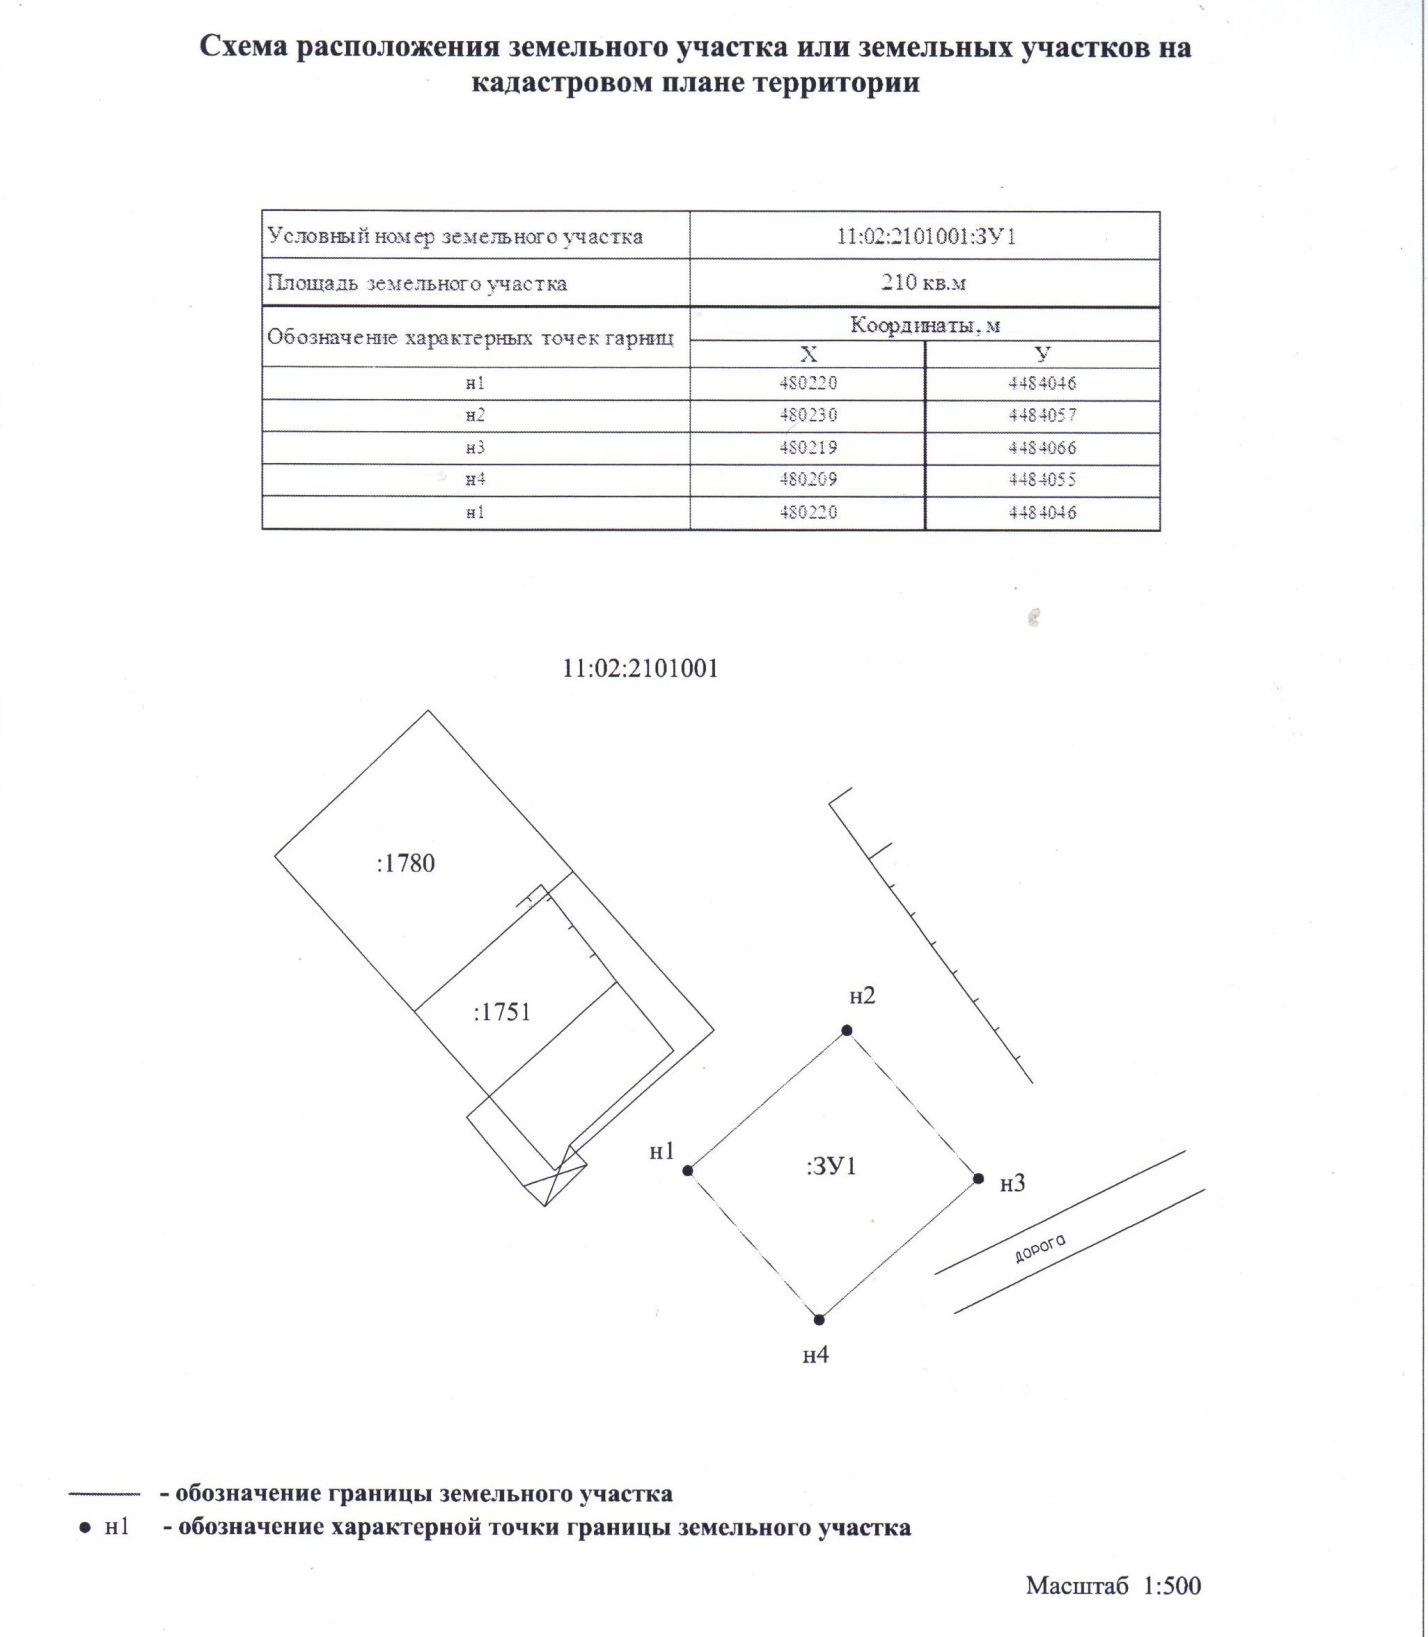 Схема расположения земельного участка или земельных участков на
кадастровом плане территории
Условный номер земельного участка 11:02:2101001:ЗУ1
Площадь земельного участка 210 кв.м
Обозначение характерных точек гарниц Координаты, м
Х У
н1 480220 4484046
н2 480230 4484057
н3 480219 4484066
н4 480209 4484055
н1 480220 4484046
11:02:2101001
:1780
:1751
н2
н1
:ЗУ1
н3
дорога
н4
- обозначение границы земельного участка
н1 - обозначение характерной точки границы земельного участка
Масштаб 1:500